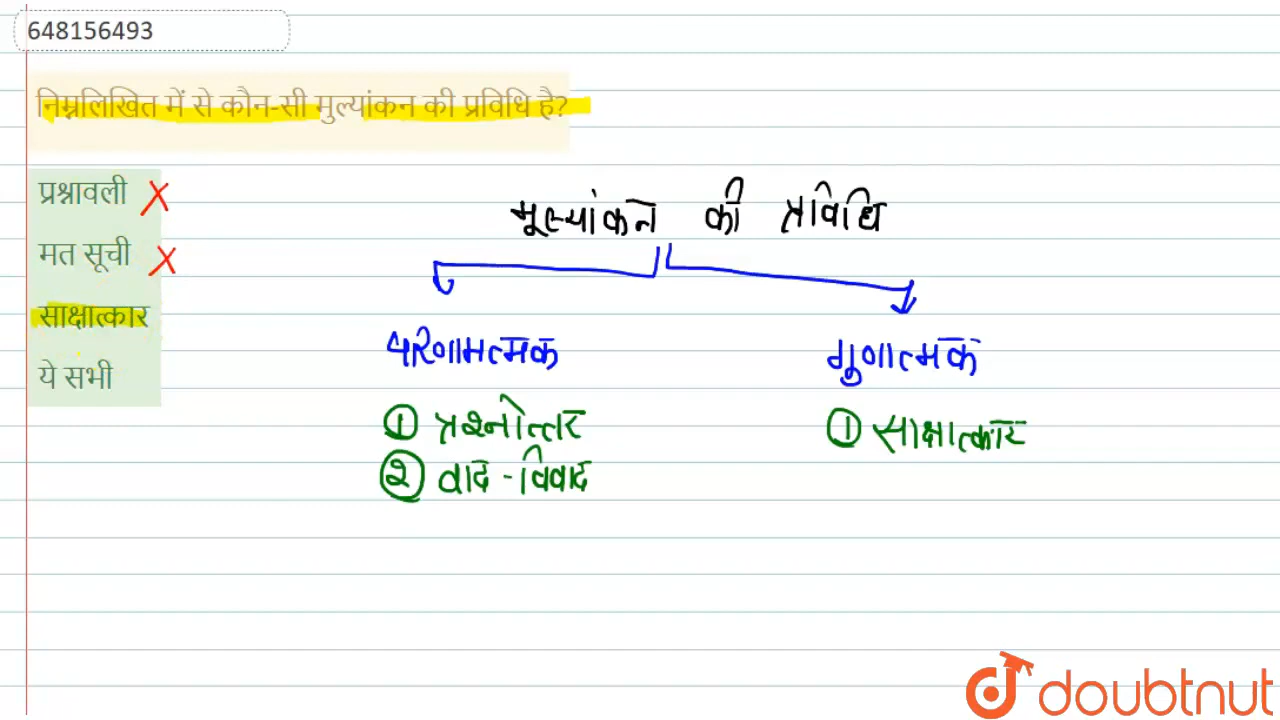 648156493
निम्नलिखित में से कौन-सी मुल्यांकन की प्रविधि है?
प्रश्नावली X
मत सूची X
साक्षात्कार
ये सभी
मूल्यांकन की प्रविधि
परिणामत्मक गुणात्मक
① प्रश्नोत्तर ① साक्षात्कार
② वाद-विवाद
doubtnut